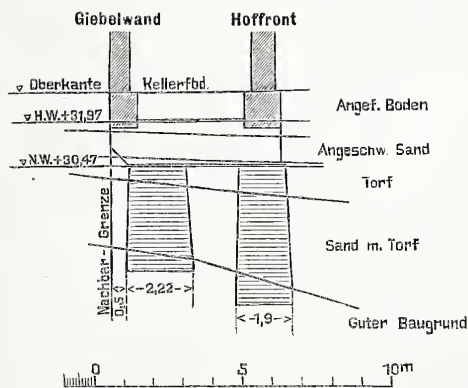 Giebelwand Hoffront
▽ Oberkante Kellerfbd.
Angef. Boden
▽ H.W.+31,97
Angeschw. Sand
▽ N.W.+30,47
Torf
Nachbar-Grenze
Sand m. Torf
0,5
-2,22-
-1,9-
Guter Baugrund
0 5 10m